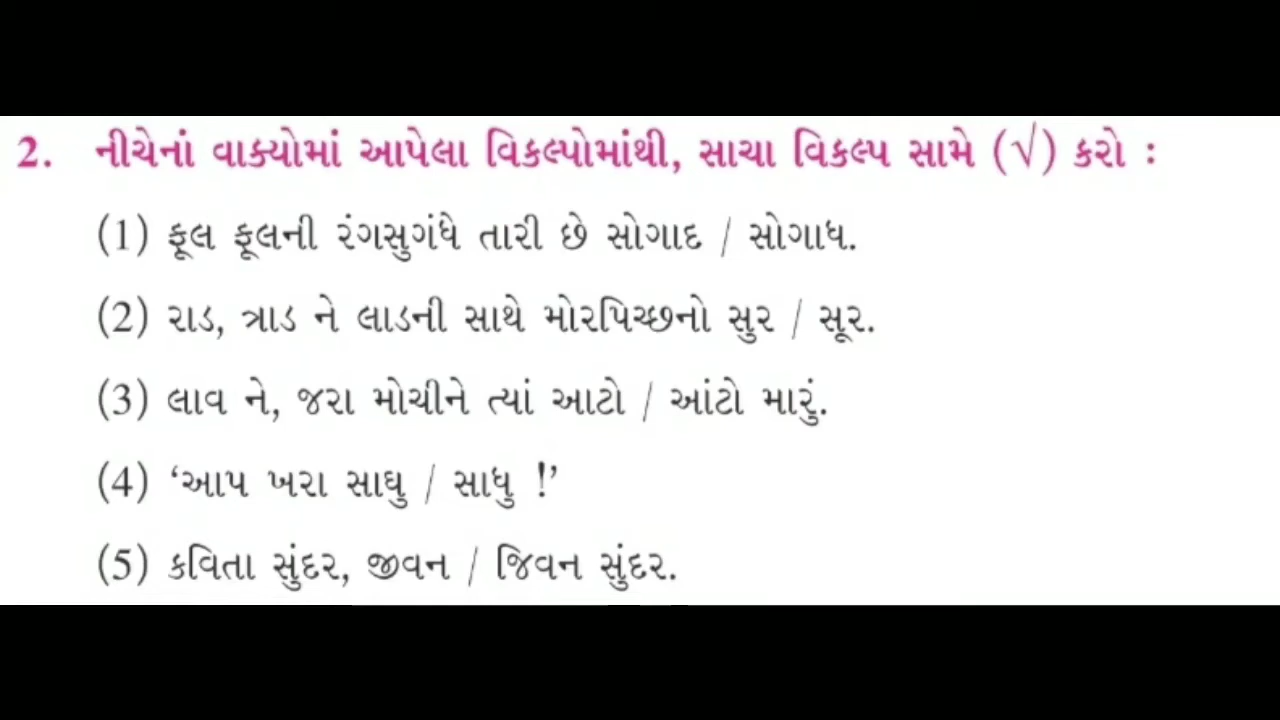 2. નીચેનાં વાક્યોમાં આપેલા વિકલ્પોમાંથી, સાચા વિકલ્પ સામે (√) કરો :
(1) ફૂલ ફૂલની રંગસુગંધે તારી છે સોગાદ / સોગાધ.
(2) રાડ, ત્રાડ ને લાડની સાથે મોરપિચ્છનો સુર / સૂર.
(3) લાવ ને, જરા મોચીને ત્યાં આટો / આંટો મારું.
(4) ‘આપ ખરા સાઘુ / સાધુ !’
(5) કવિતા સુંદર, જીવન / જિવન સુંદર.